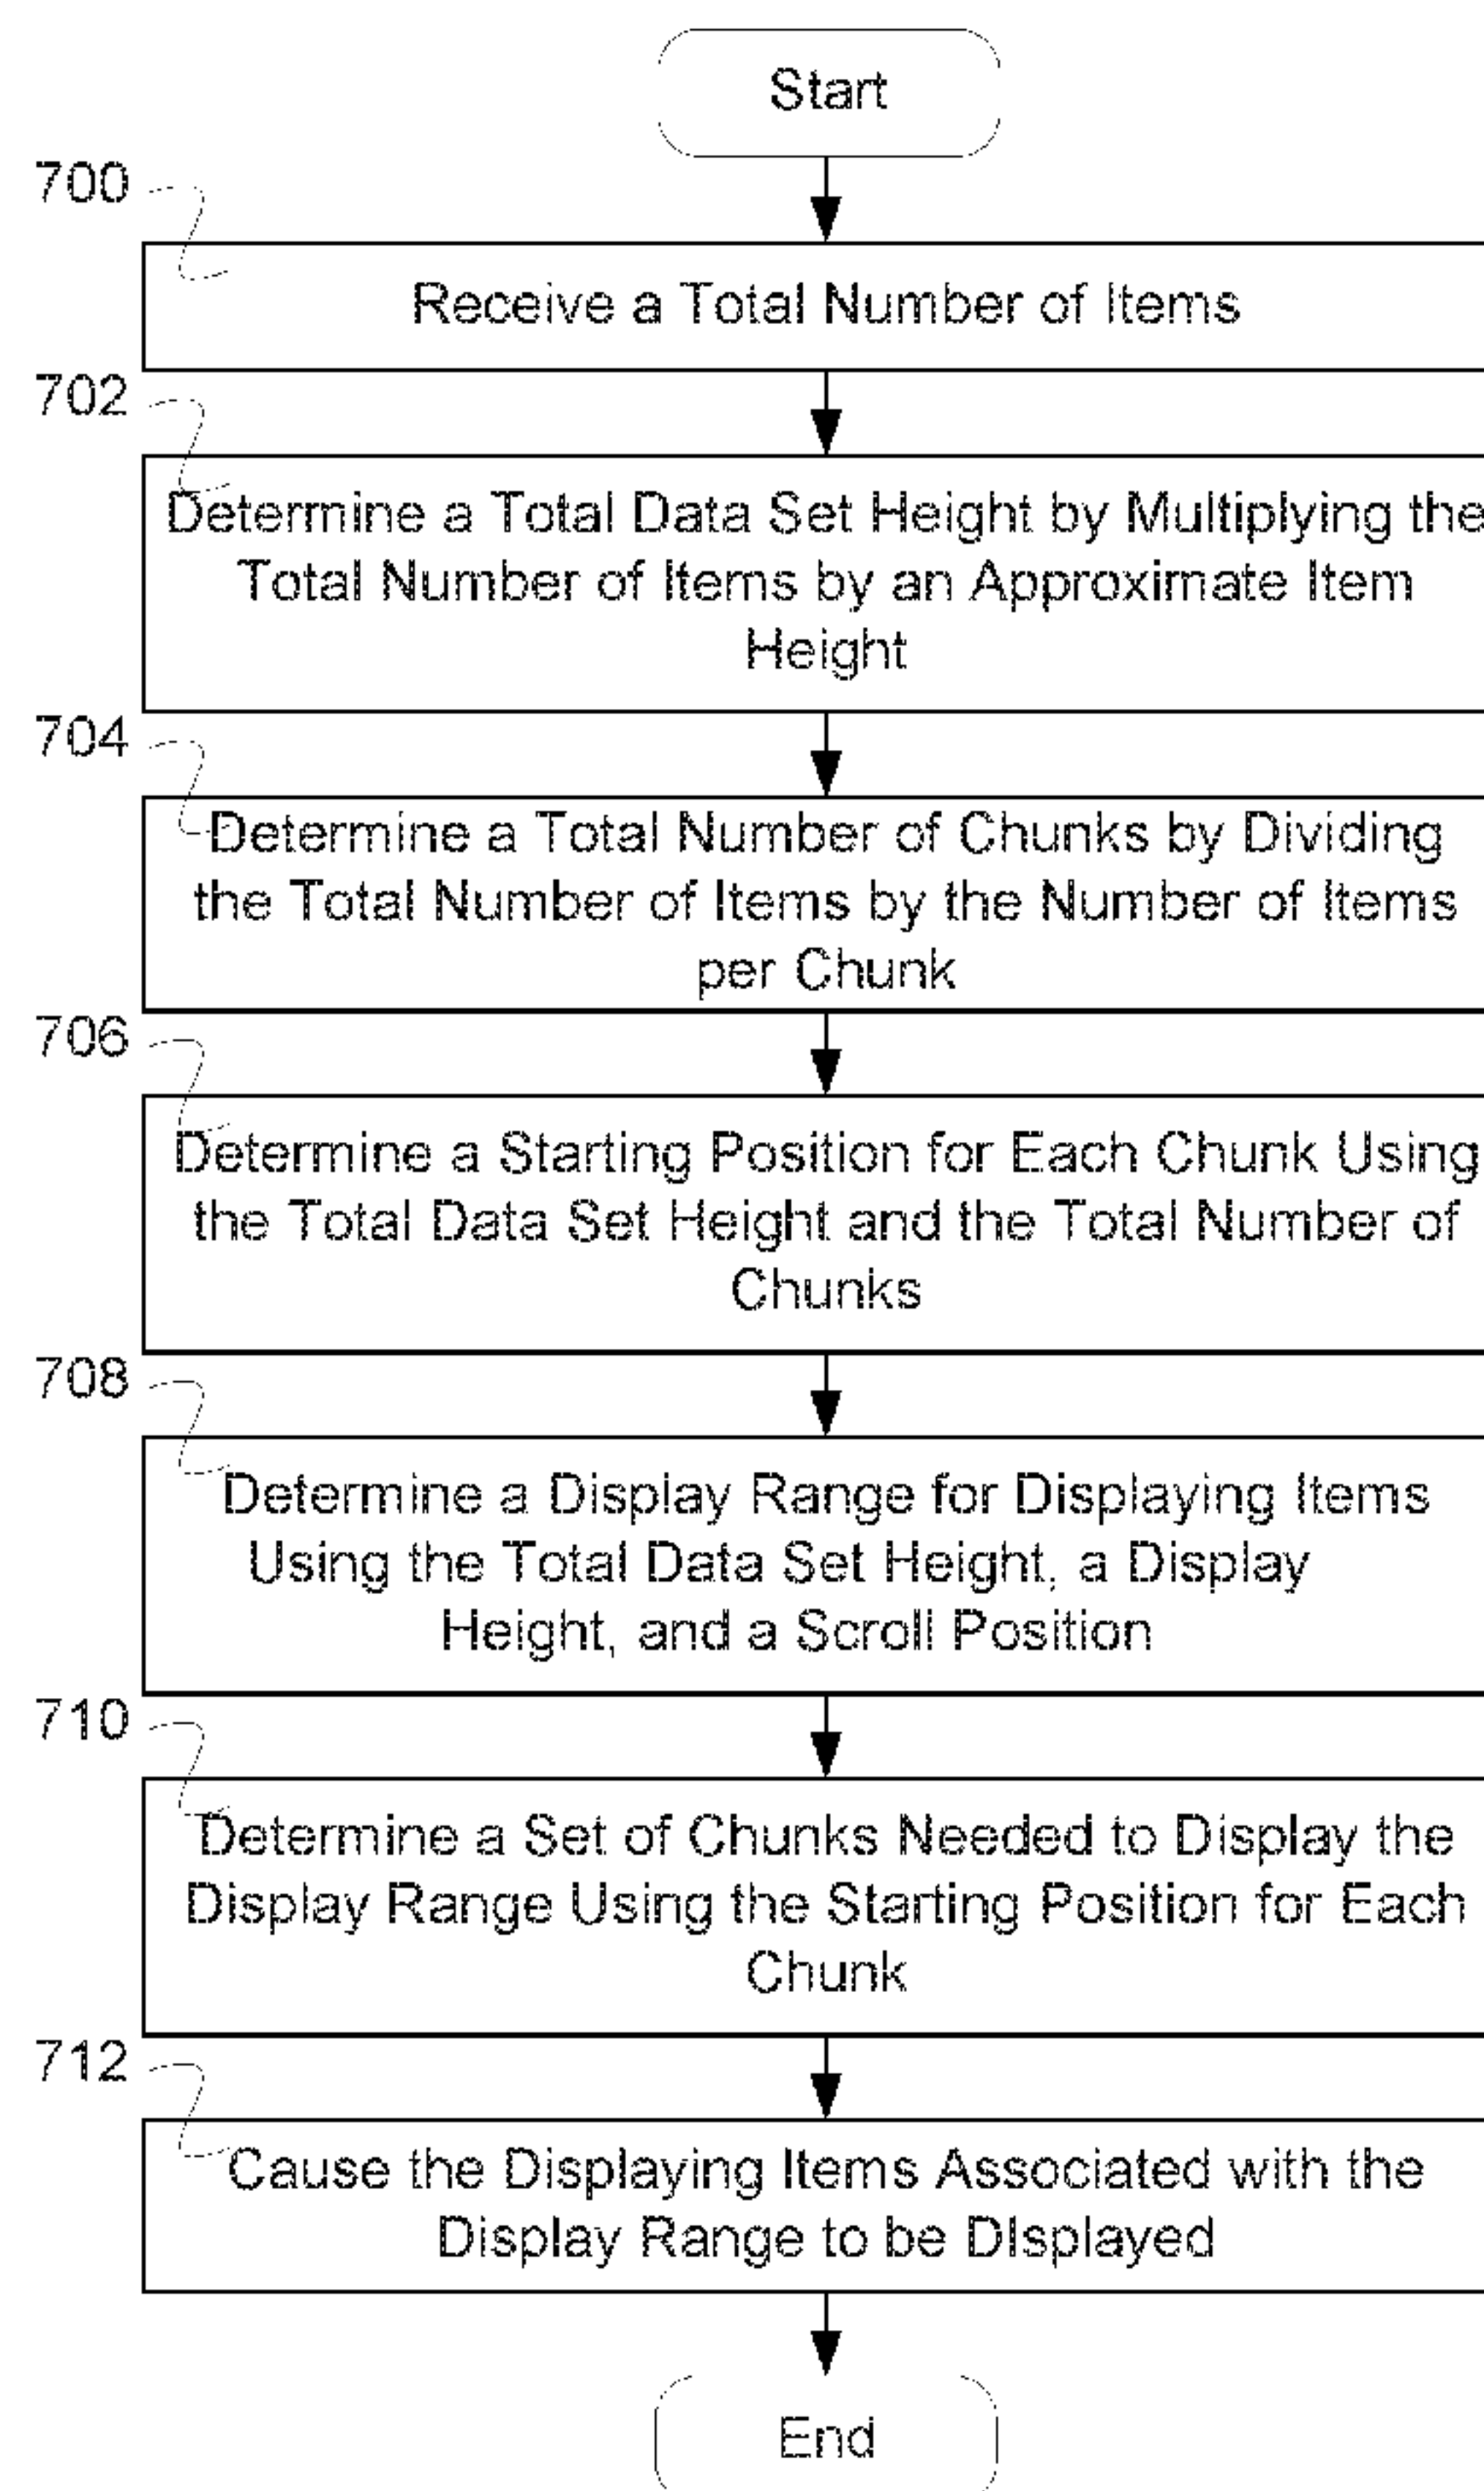 Start
700
Receive a Total Number of Items
702
Determine a Total Data Set Height by Multiplying the
Total Number of Items by an Approximate Item
Height
704
Determine a Total Number of Chunks by Dividing
the Total Number of Items by the Number of Items
per Chunk
706
Determine a Starting Position for Each Chunk Using
the Total Data Set Height and the Total Number of
Chunks
708
Determine a Display Range for Displaying Items
Using the Total Data Set Height, a Display
Height, and a Scroll Position
710
Determine a Set of Chunks Needed to Display the
Display Range Using the Starting Position for Each
Chunk
712
Cause the Displaying Items Associated with the
Display Range to be DIsplayed
End